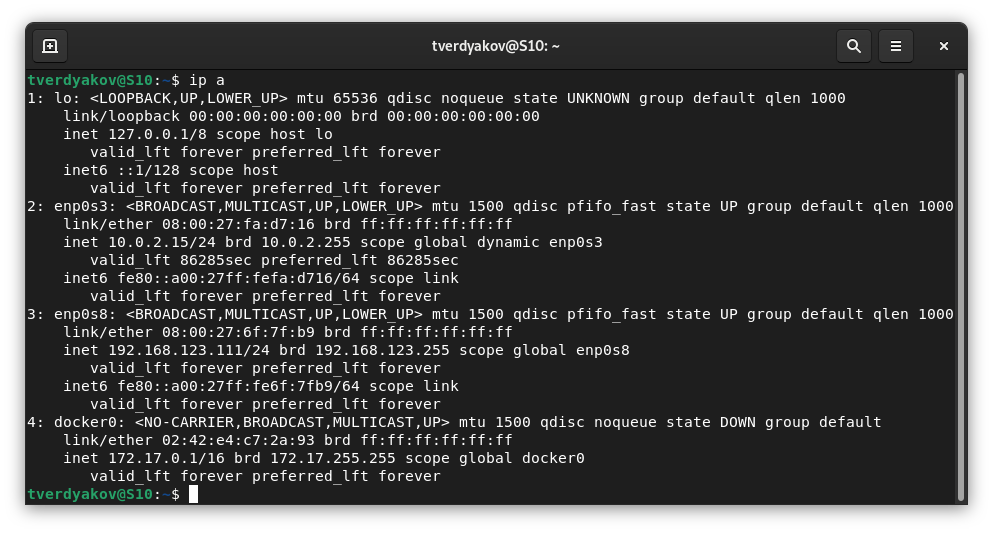 tverdyakov@S10: ~
tverdyakov@S10:~$ ip a
1: lo: <LOOPBACK,UP,LOWER_UP> mtu 65536 qdisc noqueue state UNKNOWN group default qlen 1000
    link/loopback 00:00:00:00:00:00 brd 00:00:00:00:00:00
    inet 127.0.0.1/8 scope host lo
       valid_lft forever preferred_lft forever
    inet6 ::1/128 scope host
       valid_lft forever preferred_lft forever
2: enp0s3: <BROADCAST,MULTICAST,UP,LOWER_UP> mtu 1500 qdisc pfifo_fast state UP group default qlen 1000
    link/ether 08:00:27:fa:d7:16 brd ff:ff:ff:ff:ff:ff
    inet 10.0.2.15/24 brd 10.0.2.255 scope global dynamic enp0s3
       valid_lft 86285sec preferred_lft 86285sec
    inet6 fe80::a00:27ff:fefa:d716/64 scope link
       valid_lft forever preferred_lft forever
3: enp0s8: <BROADCAST,MULTICAST,UP,LOWER_UP> mtu 1500 qdisc pfifo_fast state UP group default qlen 1000
    link/ether 08:00:27:6f:7f:b9 brd ff:ff:ff:ff:ff:ff
    inet 192.168.123.111/24 brd 192.168.123.255 scope global enp0s8
       valid_lft forever preferred_lft forever
    inet6 fe80::a00:27ff:fe6f:7fb9/64 scope link
       valid_lft forever preferred_lft forever
4: docker0: <NO-CARRIER,BROADCAST,MULTICAST,UP> mtu 1500 qdisc noqueue state DOWN group default
    link/ether 02:42:e4:c7:2a:93 brd ff:ff:ff:ff:ff:ff
    inet 172.17.0.1/16 brd 172.17.255.255 scope global docker0
       valid_lft forever preferred_lft forever
tverdyakov@S10:~$